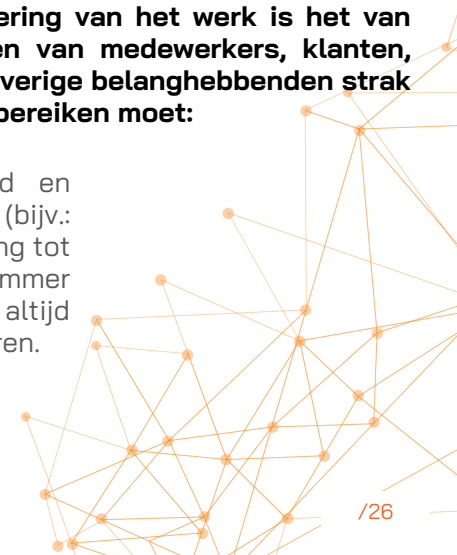 ering van het werk is het van
en van medewerkers, klanten,
verige belanghebbenden strak
bereiken moet:
d en
(bijv.:
ng tot
mmer
altijd
ren.
/26